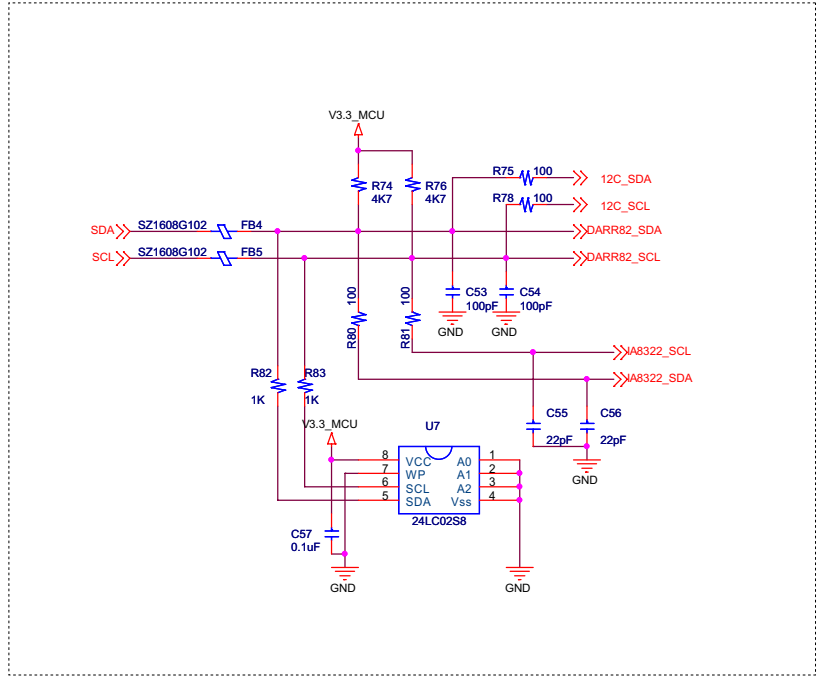 V3.3_MCU
R75 100 12C_SDA
R74 R76
4K7 4K7
R78 100 12C_SCL
SDA SZ1608G102 FB4 DARR82_SDA
SCL SZ1608G102 FB5 DARR82_SCL
100 100 C53 C54
100pF 100pF
R80 R81 GND GND
IA8322_SCL
R82 R83 IA8322_SDA
1K 1K
C55 C56
V3.3_MCU U7
22pF 22pF
8 VCC A0 1
7 WP A1 2
6 SCL A2 3
5 SDA Vss 4
GND
24LC02S8
C57
0.1uF
GND GND